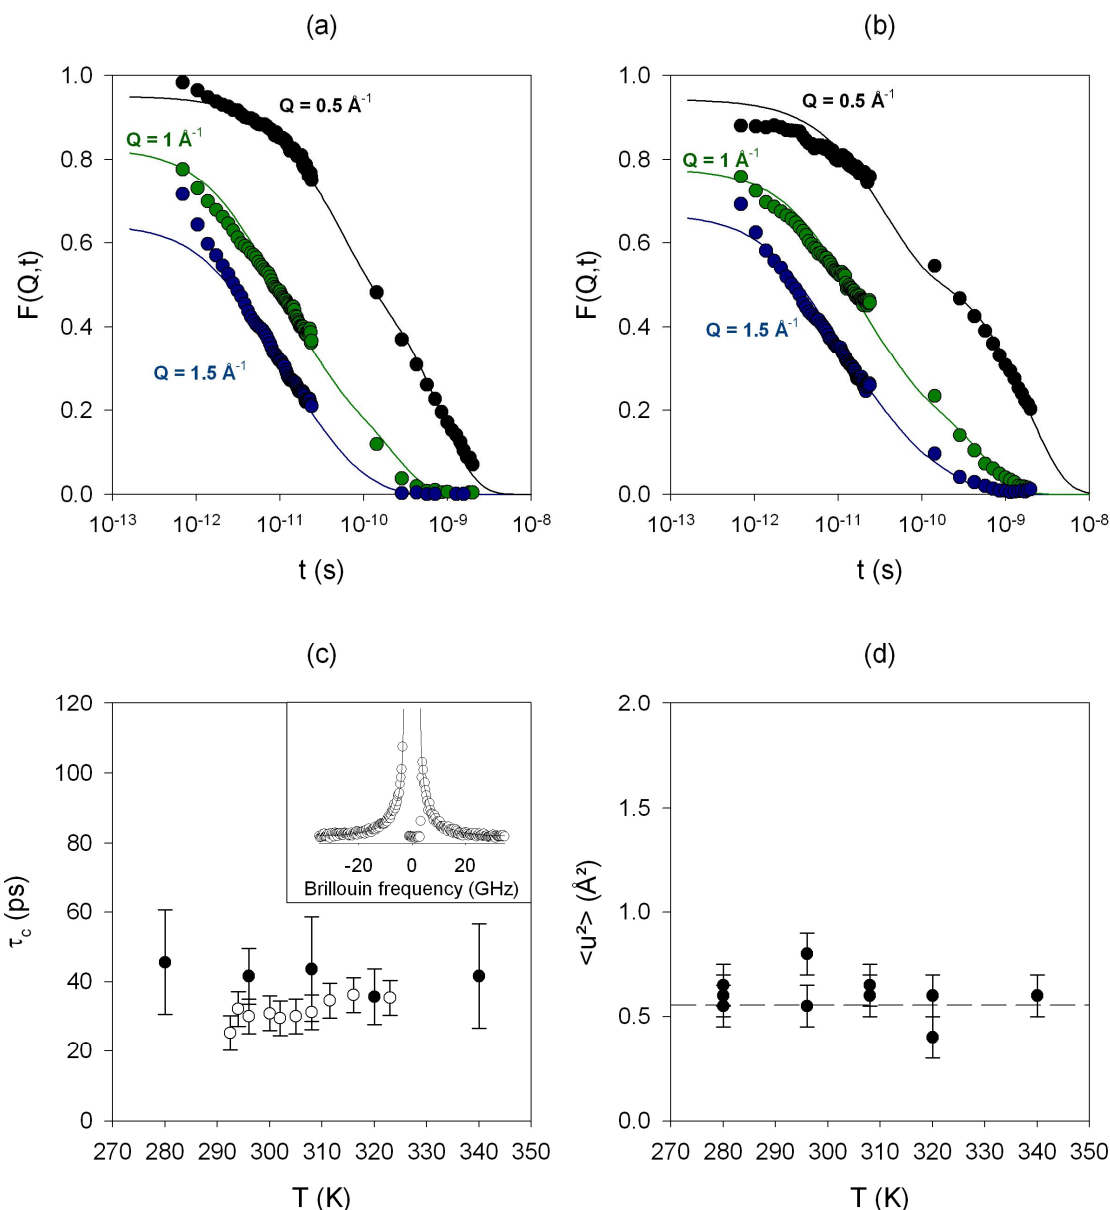 (a)
(b)
1.0
0.8
0.6
0.4
0.2
0.0
F(Q,t)
Q = 0.5 Å⁻¹
Q = 1 Å⁻¹
Q = 1.5 Å⁻¹
10⁻¹³ 10⁻¹² 10⁻¹¹ 10⁻¹⁰ 10⁻⁹ 10⁻⁸
t (s)
1.0
0.8
0.6
0.4
0.2
0.0
F(Q,t)
Q = 0.5 Å⁻¹
Q = 1 Å⁻¹
Q = 1.5 Å⁻¹
10⁻¹³ 10⁻¹² 10⁻¹¹ 10⁻¹⁰ 10⁻⁹ 10⁻⁸
t (s)
(c)
(d)
120
100
80
60
40
20
0
τc (ps)
-20 0 20
Brillouin frequency (GHz)
270 280 290 300 310 320 330 340 350
T (K)
2.0
1.5
1.0
0.5
0.0
<u²> (Å²)
270 280 290 300 310 320 330 340 350
T (K)